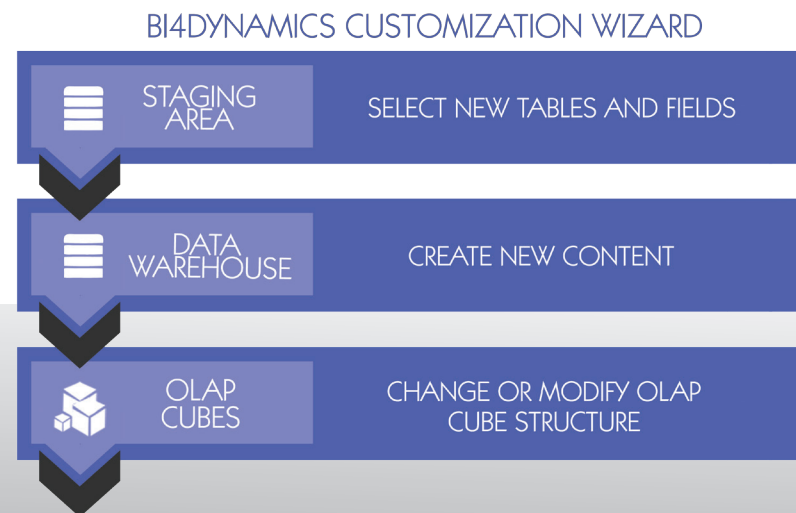 BI4DYNAMICS CUSTOMIZATION WIZARD
STAGING
AREA
SELECT NEW TABLES AND FIELDS
DATA
WAREHOUSE
CREATE NEW CONTENT
OLAP
CUBES
CHANGE OR MODIFY OLAP
CUBE STRUCTURE